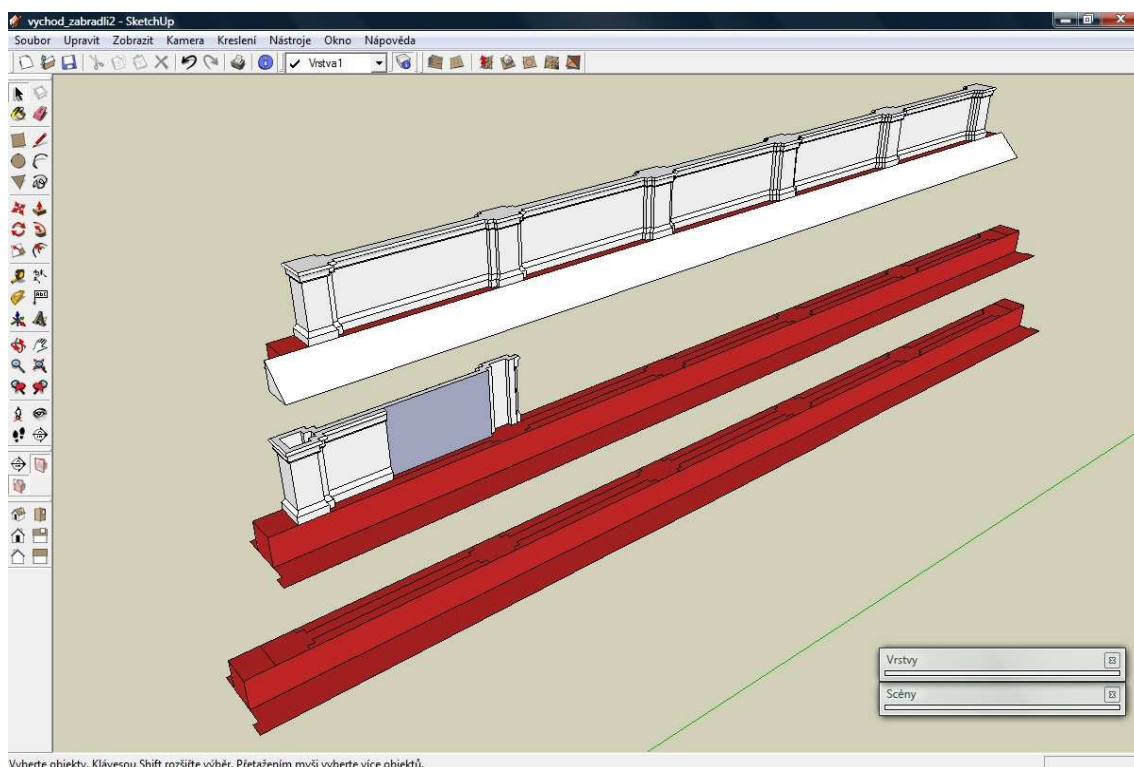 vychod_zabradli2 - SketchUp
Soubor Upravit Zobrazit Kamera Kreslení Nástroje Okno Nápověda
Vrstva1
Vrstvy
Scény
Vyberte objekty. Klávesou Shift rozšiřte výběr. Přetažením myši vyberte více objektů.